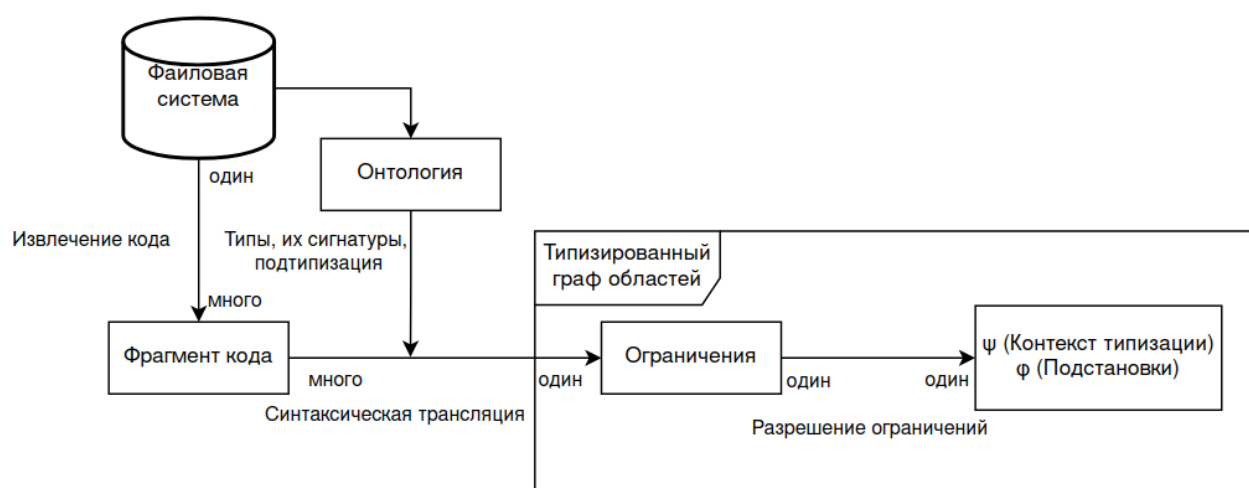 Файловая
система
один
Онтология
Извлечение кода
Типы, их сигнатуры,
подтипизация
Типизированный
граф областей
много
Фрагмент кода
Ограничения
ψ (Контекст типизации)
φ (Подстановки)
много
один
один
один
Синтаксическая трансляция
Разрешение ограничений